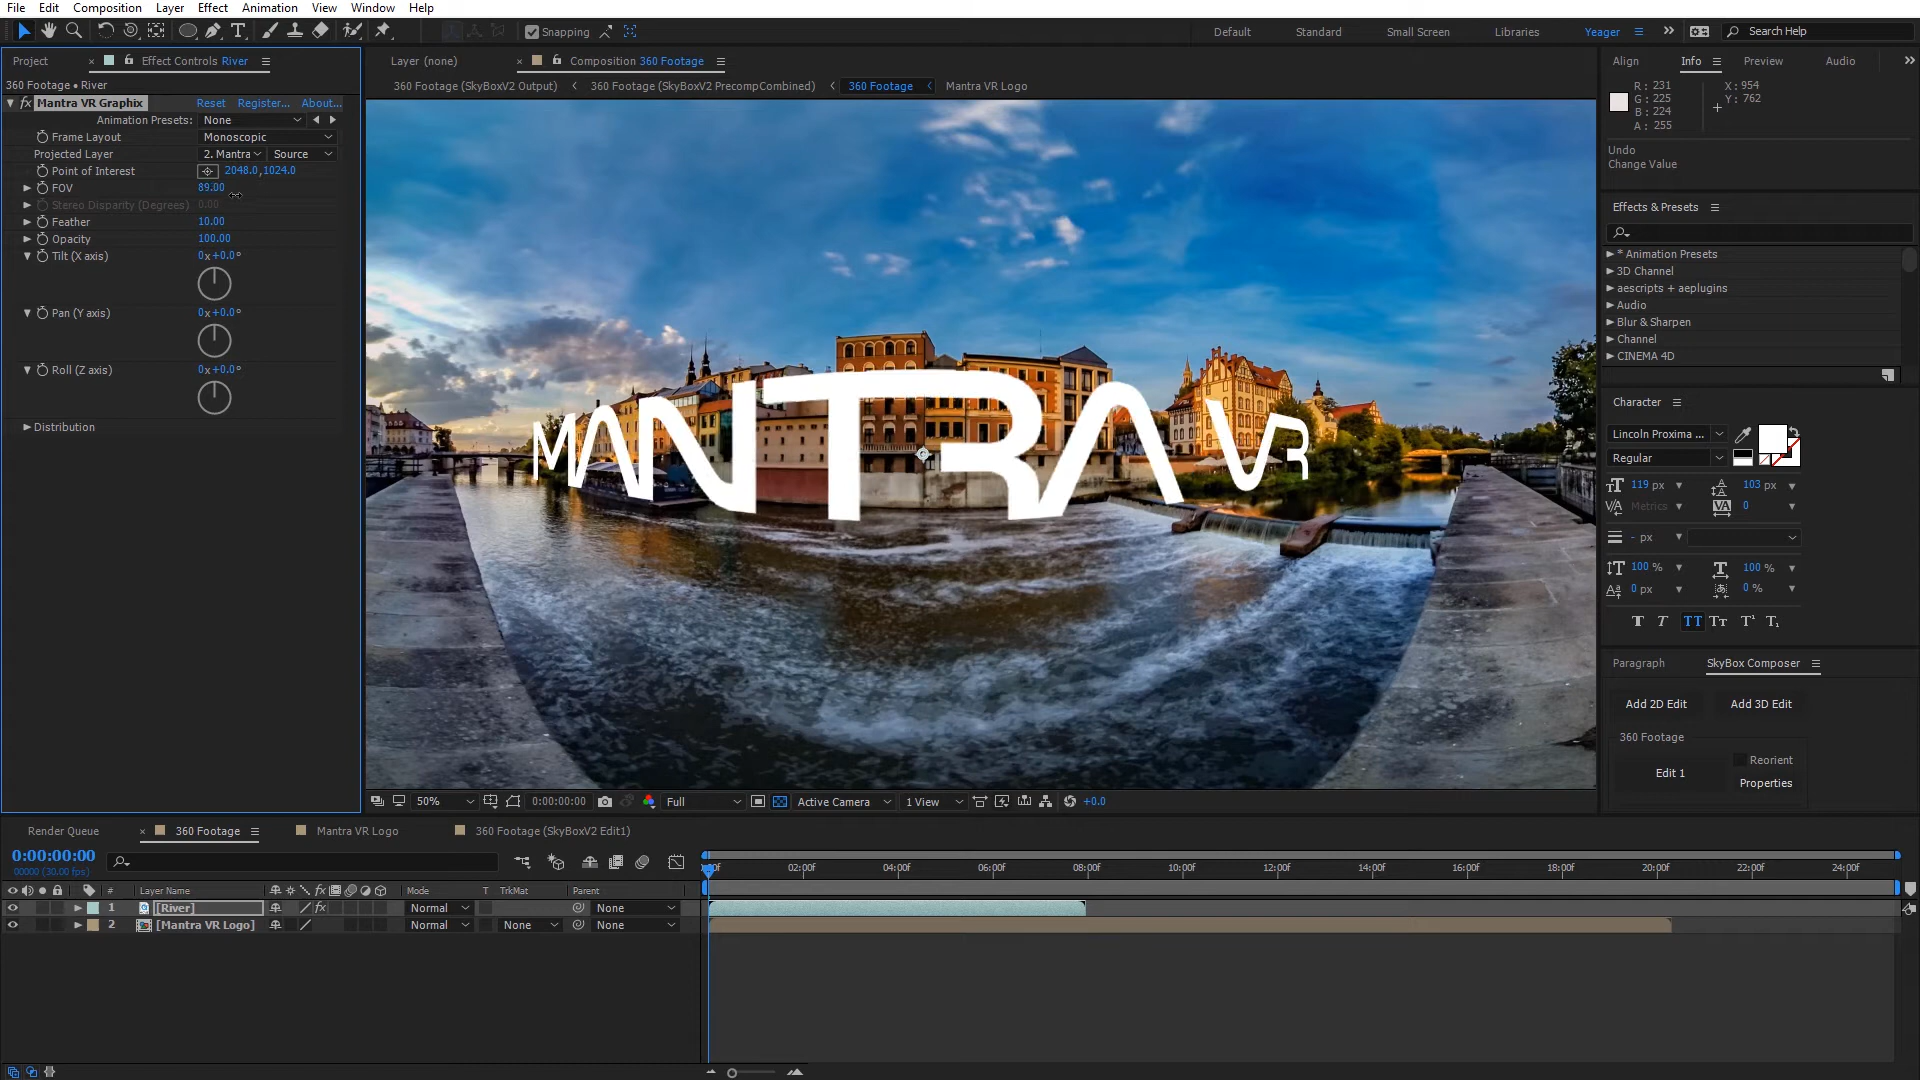 File Edit Composition Layer Effect Animation View Window Help
Snapping
Default Standard Small Screen Libraries Yeager Search Help
Project Effect Controls River
Layer (none) Composition 360 Footage
Align Info Preview Audio
360 Footage • River
360 Footage (SkyBoxV2 Output) 360 Footage (SkyBoxV2 PrecompCombined) 360 Footage Mantra VR Logo
fx Mantra VR Graphix Reset Register... About...
Animation Presets: None
Frame Layout Monoscopic
Projected Layer 2. Mantra Source
Point of Interest 2048.0,1024.0
FOV 89.00
Stereo Disparity (Degrees) 0.00
Feather 10.00
Opacity 100.00
Tilt (X axis) 0x+0.0°
Pan (Y axis) 0x+0.0°
Roll (Z axis) 0x+0.0°
Distribution
MANTRA VR
R : 231
G : 225
B : 224
A : 255
X : 954
Y : 762
Undo
Change Value
Effects & Presets
* Animation Presets
3D Channel
aescripts + aeplugins
Audio
Blur & Sharpen
Channel
CINEMA 4D
Character
Lincoln Proxima ...
Regular
119 px 103 px
Metrics 0
- px
100 % 100 %
0 px 0 %
T T TT Tr T¹ T₁
Paragraph SkyBox Composer
Add 2D Edit Add 3D Edit
360 Footage
Edit 1 Reorient
Properties
50% 0:00:00:00 Full Active Camera 1 View +0.0
Render Queue 360 Footage Mantra VR Logo 360 Footage (SkyBoxV2 Edit1)
0:00:00:00
00000 (30.00 fps)
02:00f 04:00f 06:00f 08:00f 10:00f 12:00f 14:00f 16:00f 18:00f 20:00f 22:00f 24:00f
# Layer Name fx Mode T TrkMat Parent
1 [River] fx Normal None
2 [Mantra VR Logo] Normal None None